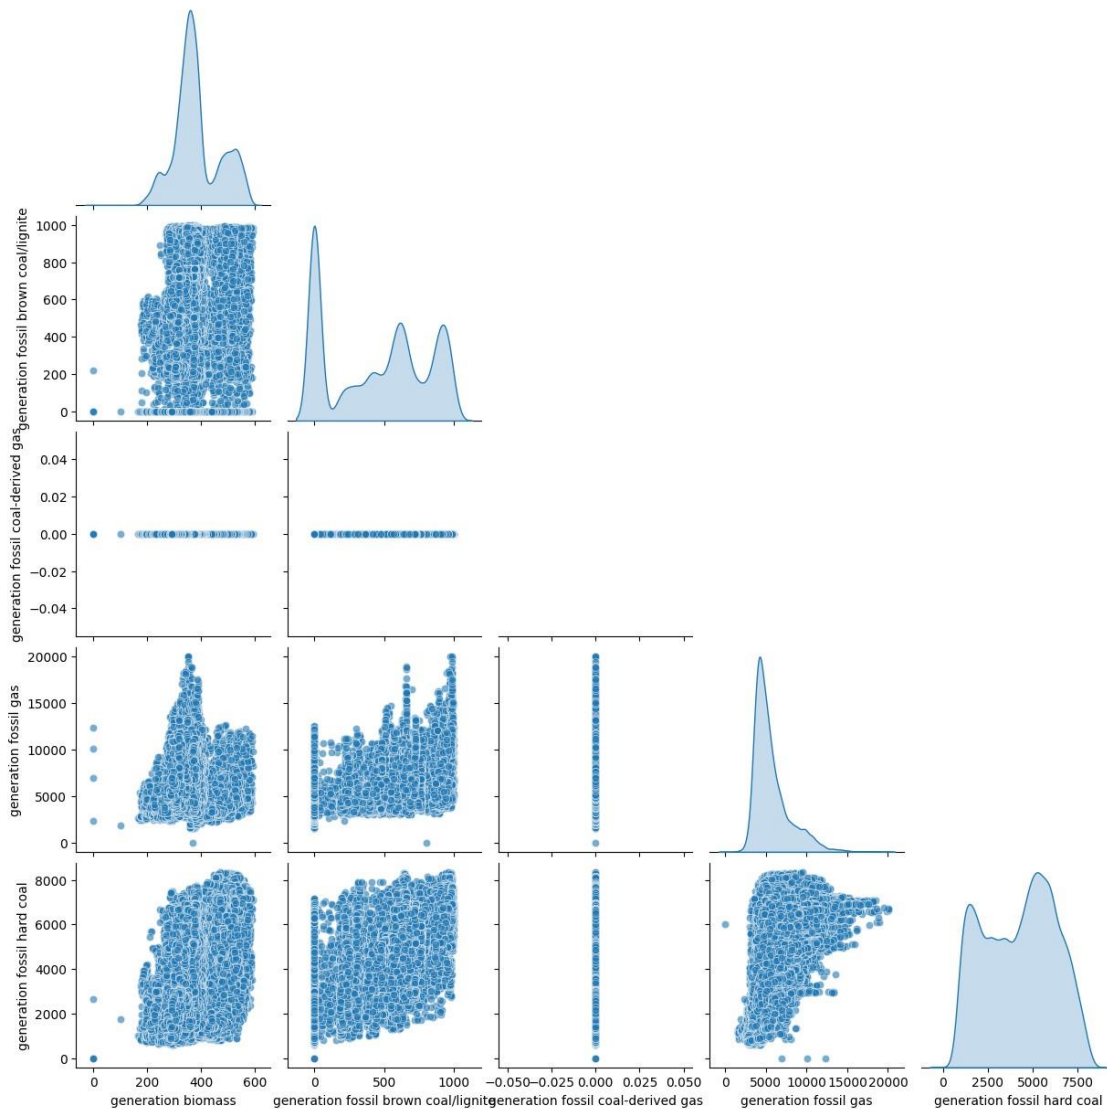 generation fossil brown coal/lignite
1000
800
600
400
200
0
generation fossil coal-derived gas
0.04
0.02
0.00
−0.02
−0.04
generation fossil gas
20000
15000
10000
5000
0
generation fossil hard coal
8000
6000
4000
2000
0
0 200 400 600
generation biomass
0 500 1000
generation fossil brown coal/lignite
−0.050 −0.025 0.000 0.025 0.050
generation fossil coal-derived gas
0 5000 10000 15000 20000
generation fossil gas
0 2500 5000 7500
generation fossil hard coal